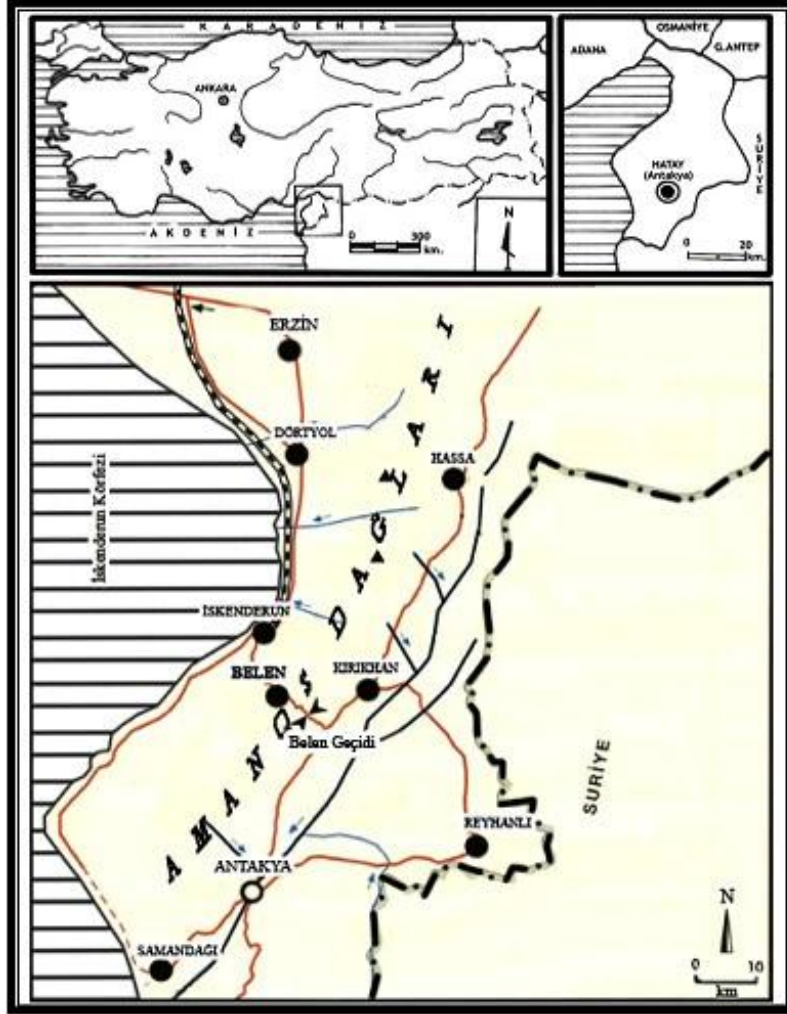 KARADENİZ
ANKARA
AKDENİZ
0 300
km.
N
OSMANİYE
ADANA
G.ANTEP
SURİYE
HATAY
(Antakya)
0 20
km.
ERZİN
DÖRTYOL
HASSA
İskenderun Körfezi
İSKENDERUN
BELEN
KIRIKHAN
Belen Geçidi
AMANOS DAĞLARI
SURİYE
REYHANLI
ANTAKYA
SAMANDAĞI
N
0 10
km